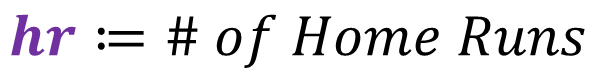 hr := # of Home Runs